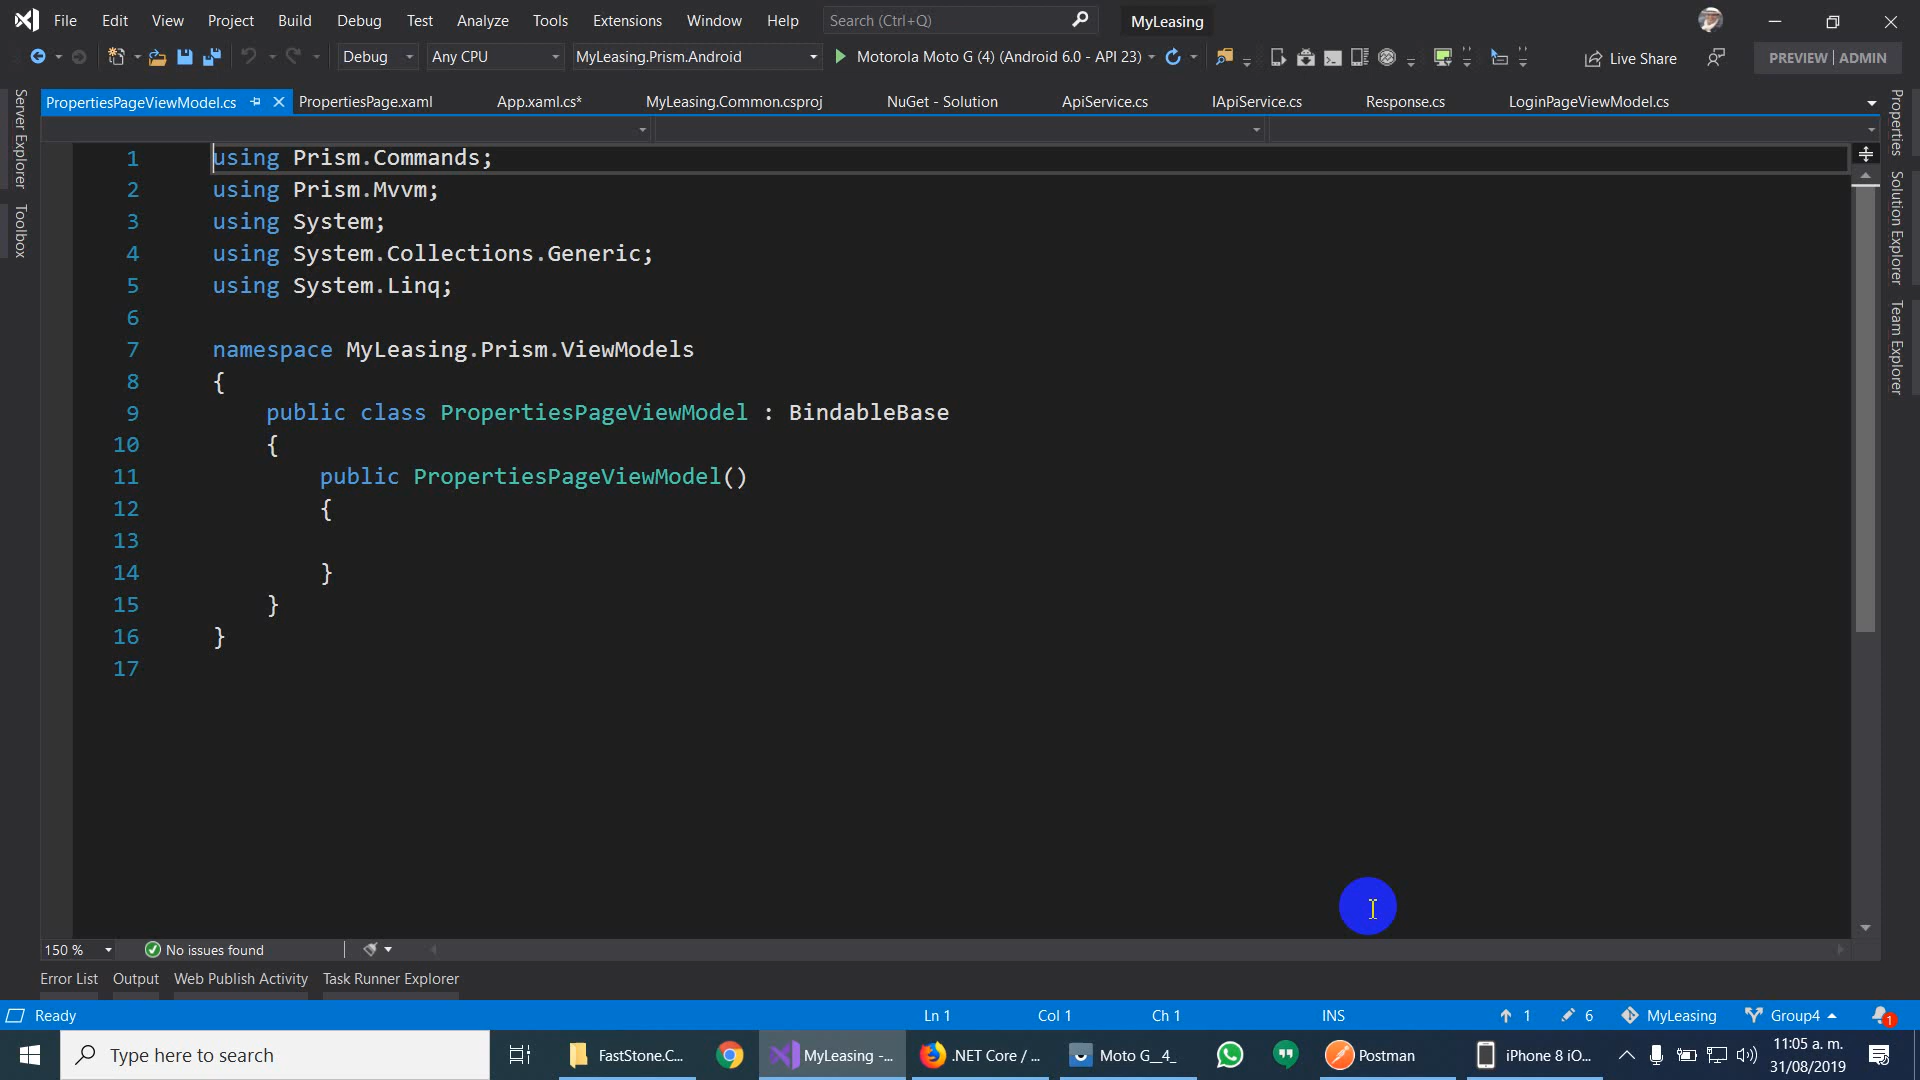 File Edit View Project Build Debug Test Analyze Tools Extensions Window Help Search (Ctrl+Q) MyLeasing
Debug Any CPU MyLeasing.Prism.Android Motorola Moto G (4) (Android 6.0 - API 23) Live Share PREVIEW | ADMIN
PropertiesPageViewModel.cs PropertiesPage.xaml App.xaml.cs* MyLeasing.Common.csproj NuGet - Solution ApiService.cs IApiService.cs Response.cs LoginPageViewModel.cs
Server Explorer
Toolbox
1 using Prism.Commands;
2 using Prism.Mvvm;
3 using System;
4 using System.Collections.Generic;
5 using System.Linq;
6
7 namespace MyLeasing.Prism.ViewModels
8 {
9 public class PropertiesPageViewModel : BindableBase
10 {
11 public PropertiesPageViewModel()
12 {
13
14 }
15 }
16 }
17
Properties
Solution Explorer
Team Explorer
150 % No issues found
Error List Output Web Publish Activity Task Runner Explorer
Ready Ln 1 Col 1 Ch 1 INS 1 6 MyLeasing Group4 1
Type here to search FastStone.C... MyLeasing -... .NET Core / ... Moto G__4_ Postman iPhone 8 iO... 11:05 a. m.
31/08/2019